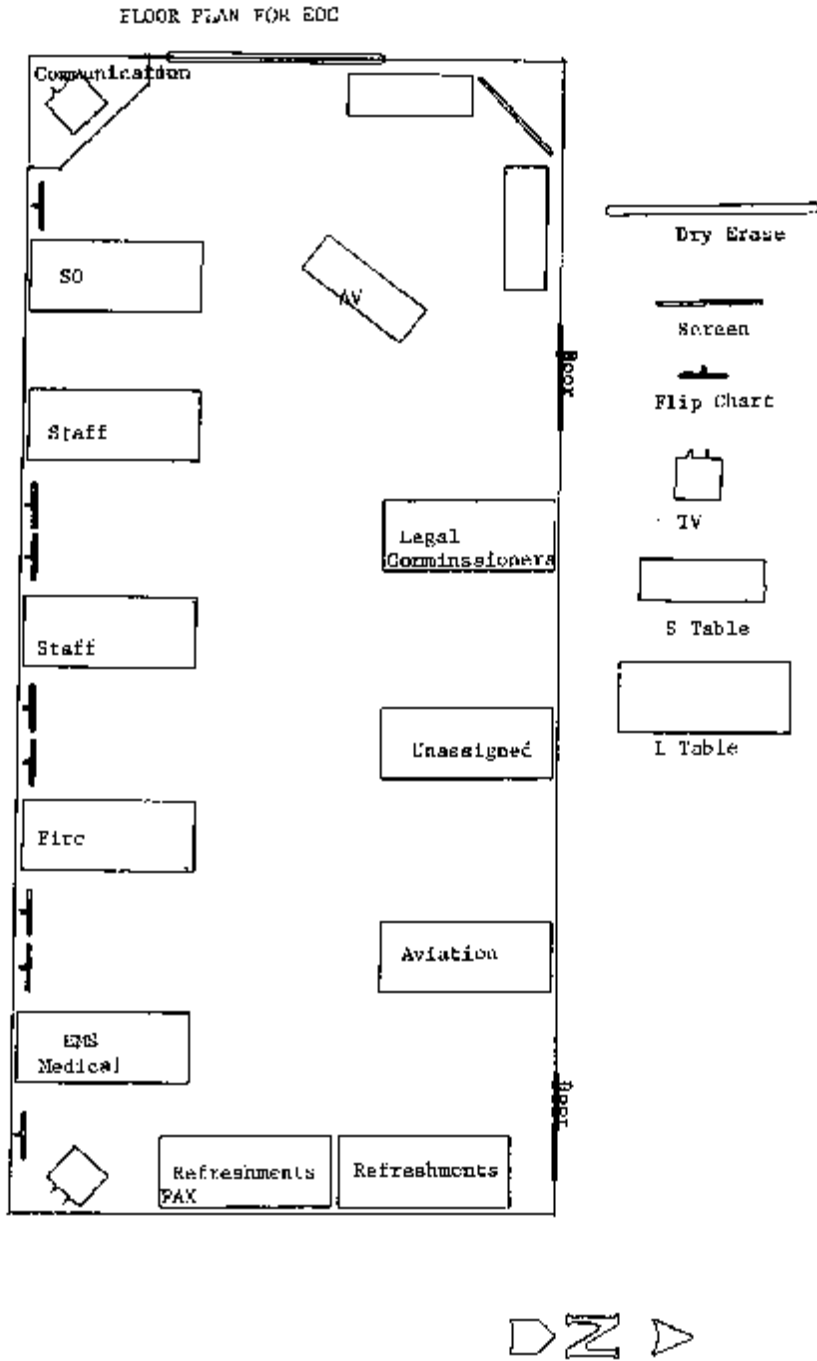 FLOOR PLAN FOR EOC
Communication
SO
AV
Dry Erase
Screen
Door
Flip Chart
Staff
TV
Legal
Comminssioners
S Table
Staff
L Table
Unassigned
Fire
Aviation
EMS
Medical
Door
Refreshments
FAX
Refreshments
N